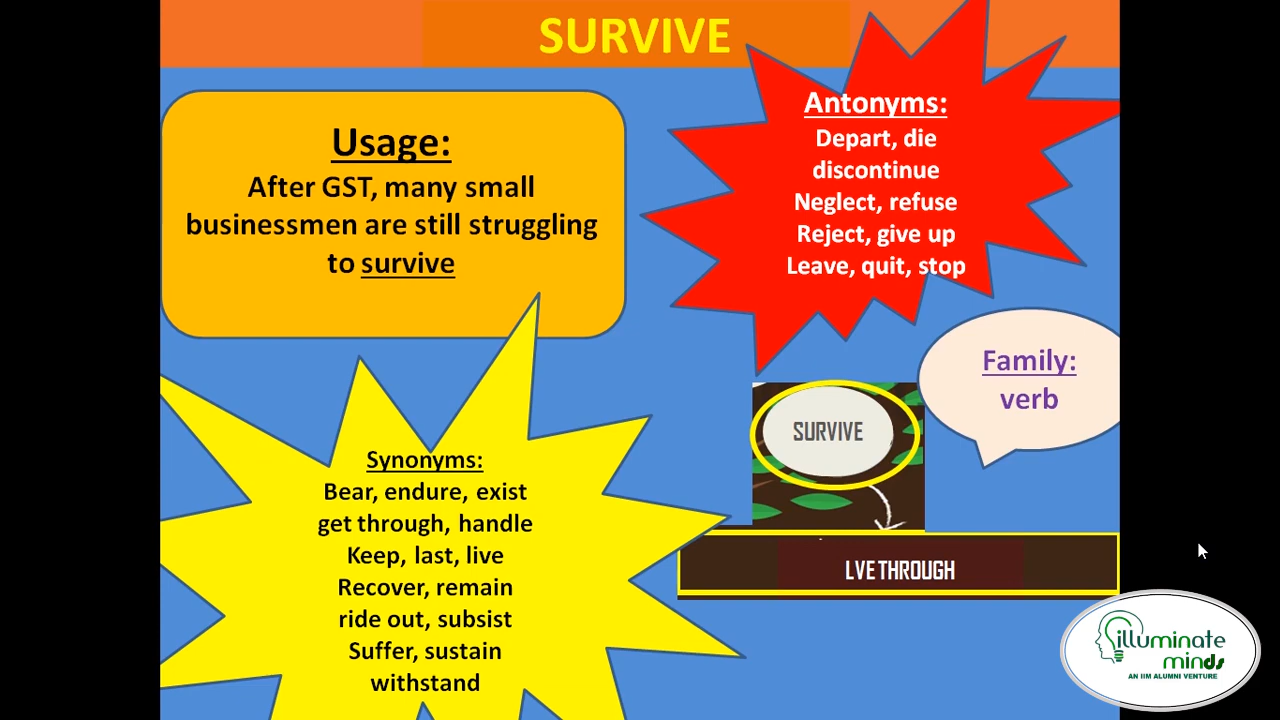 SURVIVE
Usage:
After GST, many small
businessmen are still struggling
to survive
Antonyms:
Depart, die
discontinue
Neglect, refuse
Reject, give up
Leave, quit, stop
Family:
verb
SURVIVE
LVE THROUGH
Synonyms:
Bear, endure, exist
get through, handle
Keep, last, live
Recover, remain
ride out, subsist
Suffer, sustain
withstand
illuminate
minds
AN IIM ALUMNI VENTURE